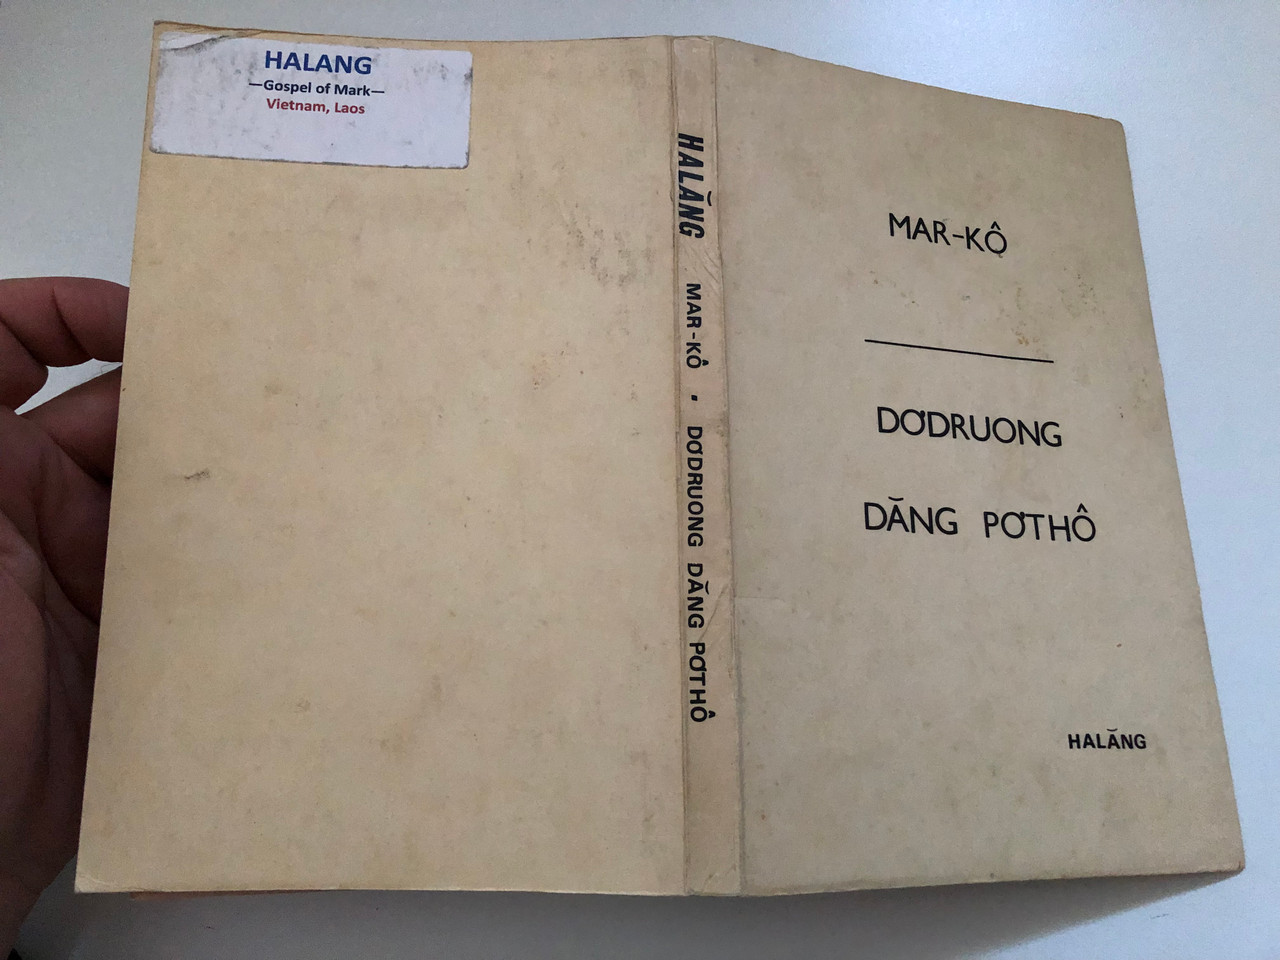 HALANG
—Gospel of Mark—
Vietnam, Laos
HALĂNG MAR-KÔ ▪ DƠDRUONG DĂNG PƠTHÔ
MAR-KÔ
DƠDRUONG
DĂNG PƠTHÔ
HALĂNG